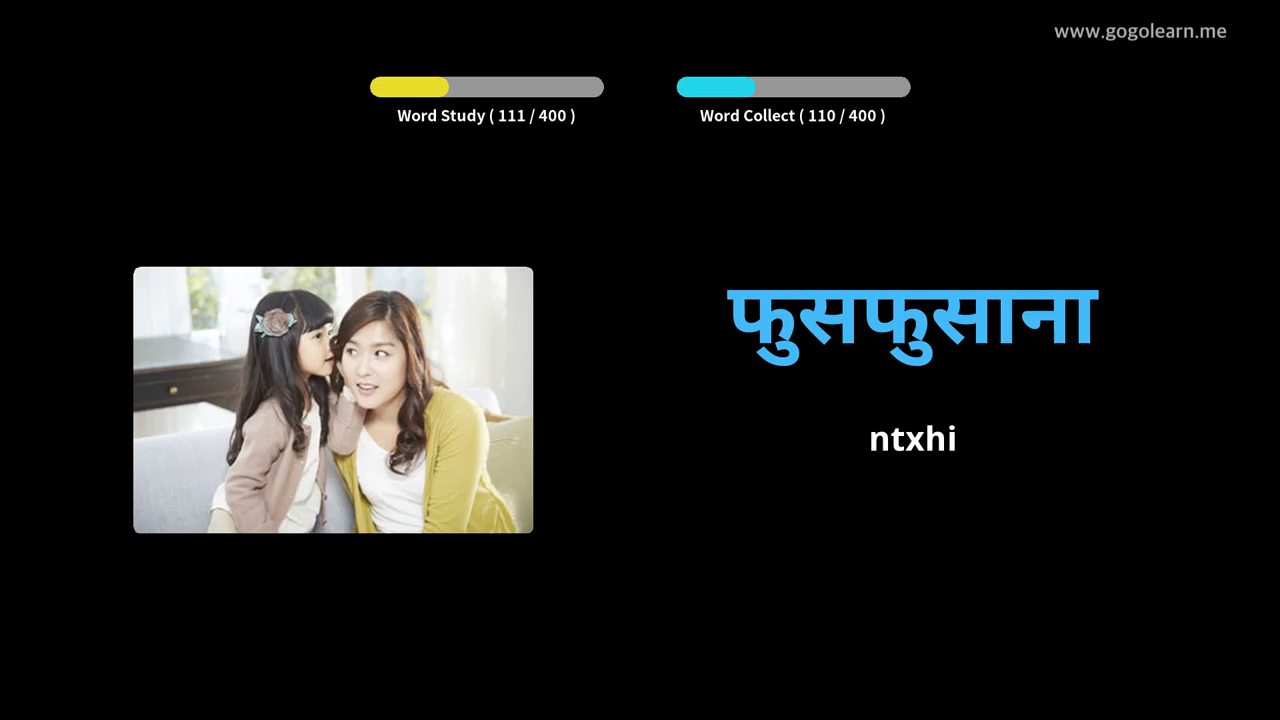 www.gogolearn.me
Word Study ( 111 / 400 )
Word Collect ( 110 / 400 )
फुसफुसाना
ntxhi